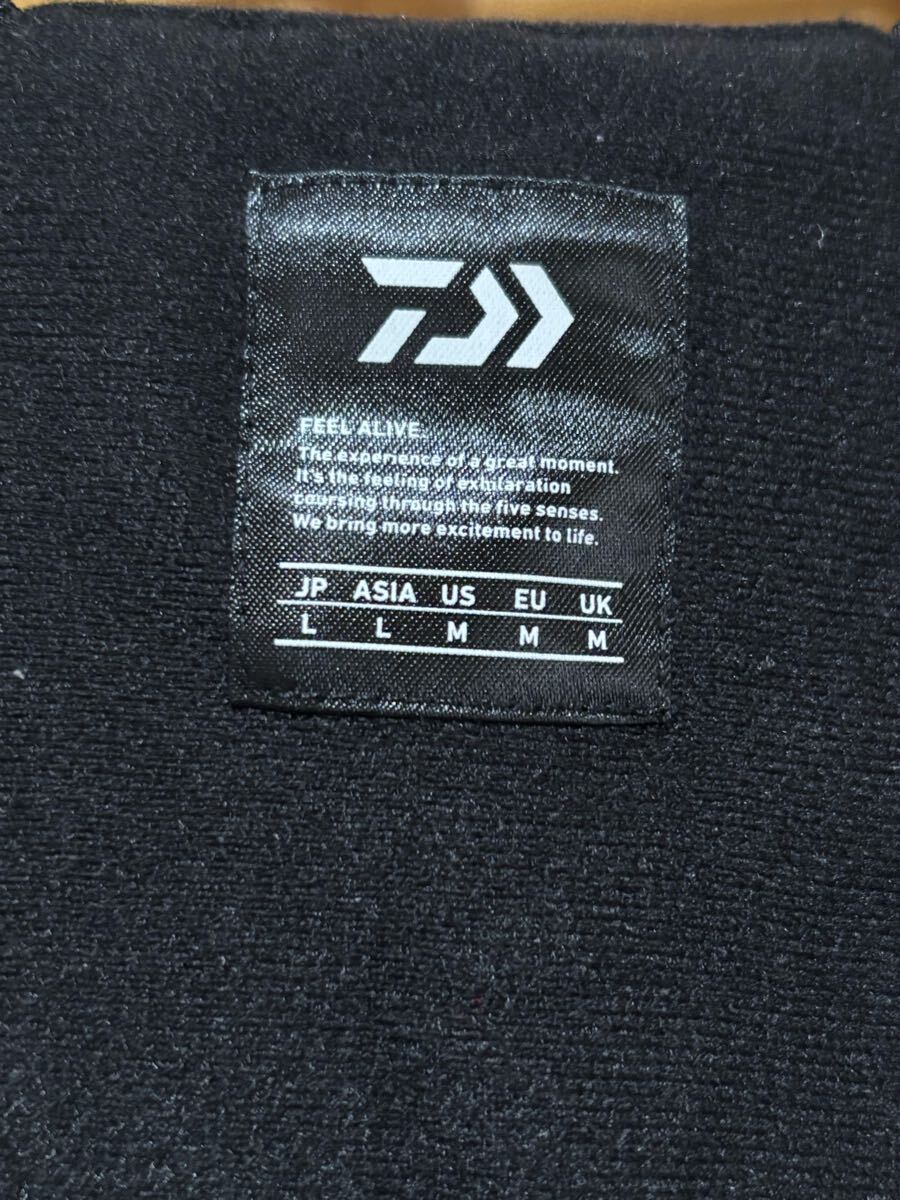 FEEL ALIVE.
The experience of a great moment.
It's the feeling of exhilaration
coursing through the five senses.
We bring more excitement to life.
JP ASIA US EU UK
L L M M M